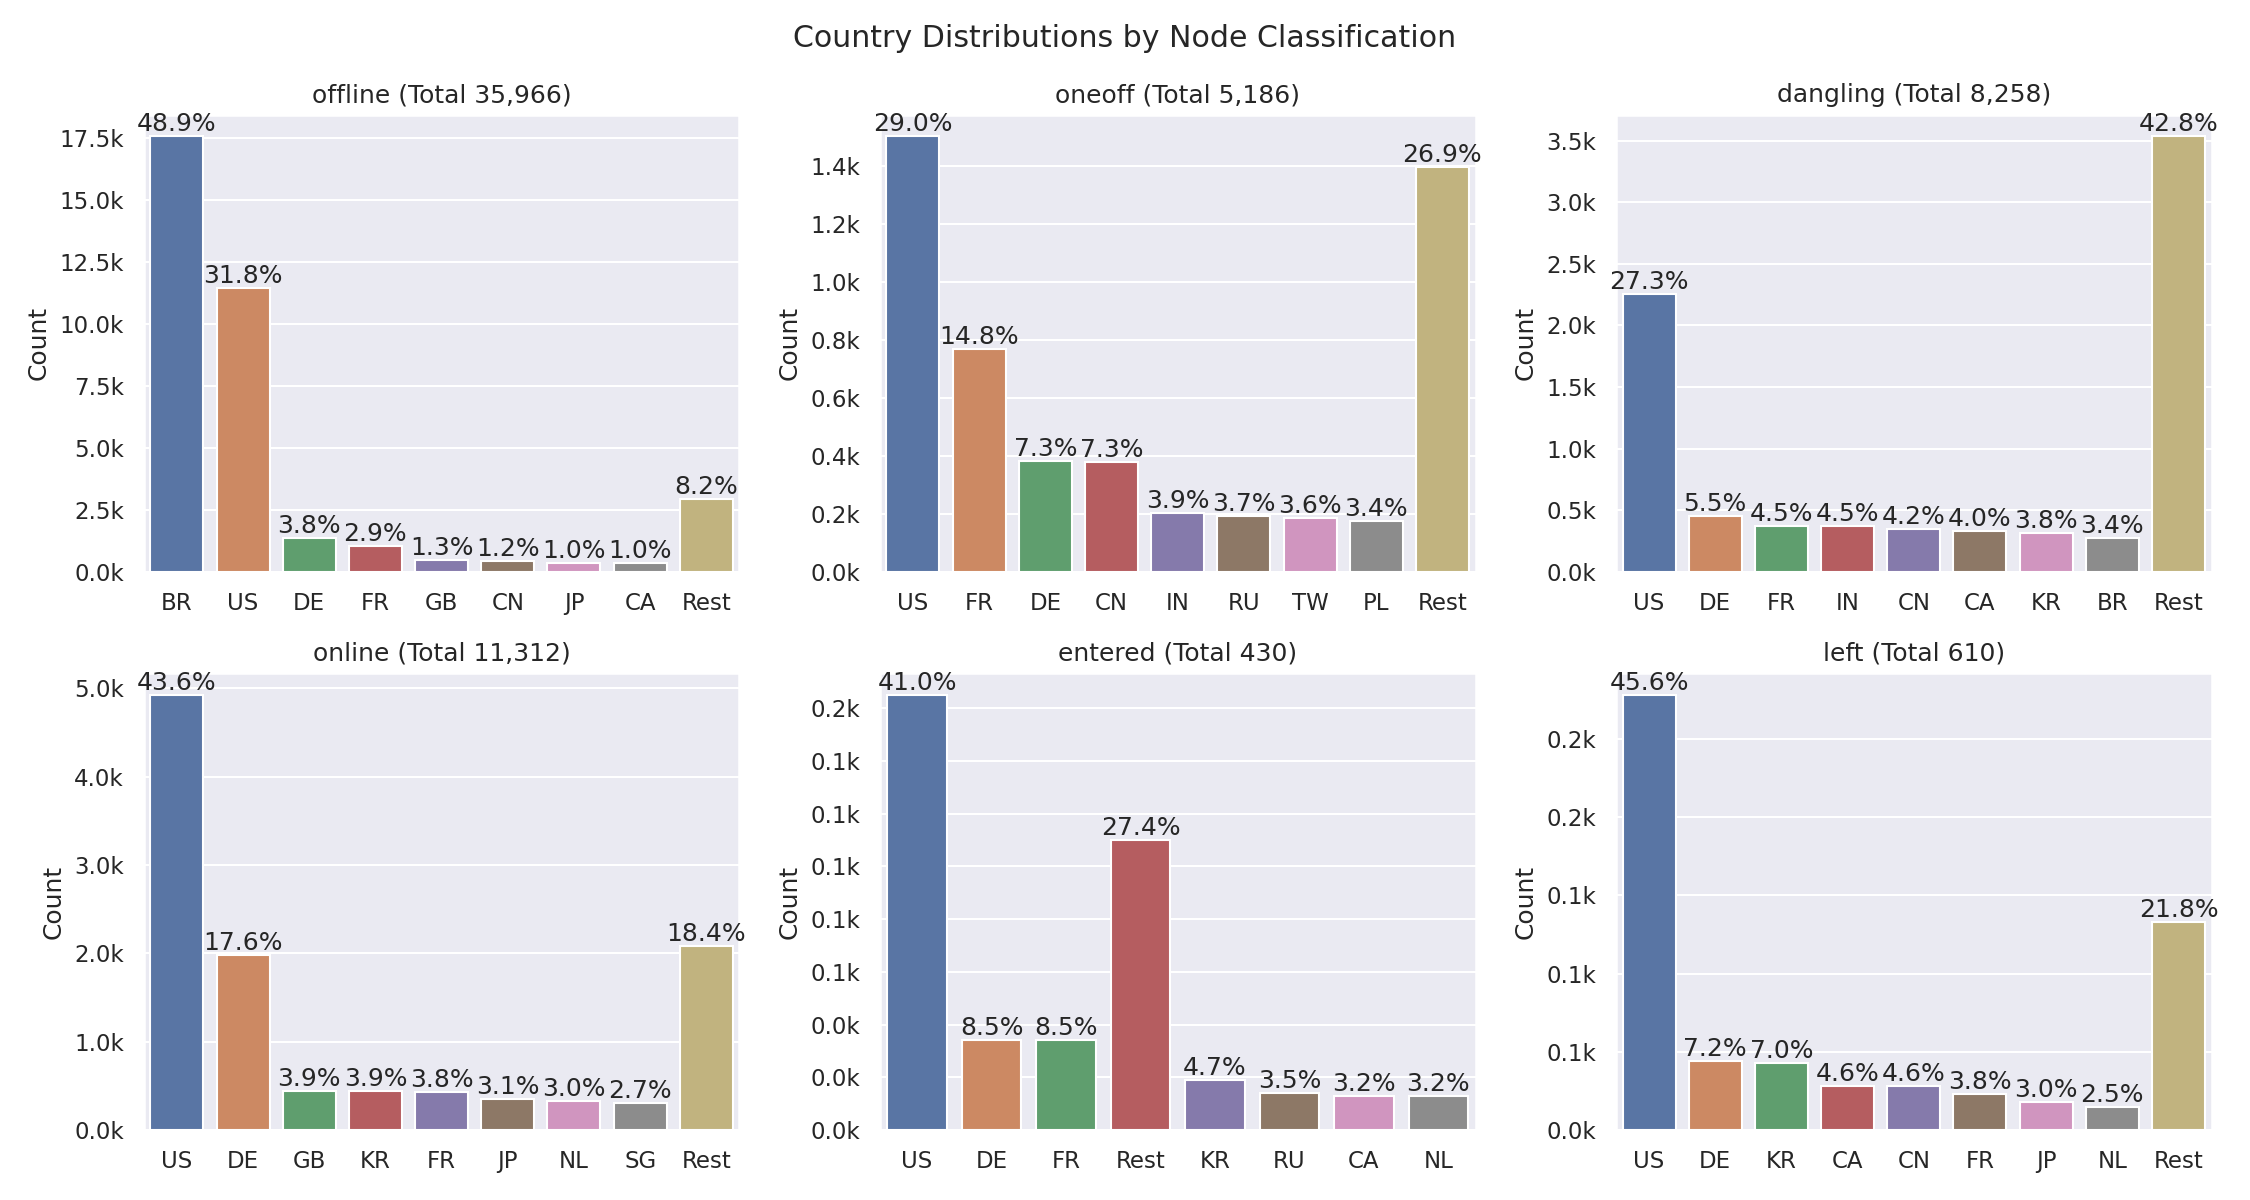 Country Distributions by Node Classification
offline (Total 35,966)
48.9%
31.8%
3.8%
2.9%
1.3%
1.2%
1.0%
1.0%
8.2%
17.5k
15.0k
12.5k
10.0k
7.5k
5.0k
2.5k
0.0k
Count
BR US DE FR GB CN JP CA Rest
oneoff (Total 5,186)
29.0%
14.8%
7.3%
7.3%
3.9%
3.7%
3.6%
3.4%
26.9%
1.4k
1.2k
1.0k
0.8k
0.6k
0.4k
0.2k
0.0k
Count
US FR DE CN IN RU TW PL Rest
dangling (Total 8,258)
27.3%
5.5%
4.5%
4.5%
4.2%
4.0%
3.8%
3.4%
42.8%
3.5k
3.0k
2.5k
2.0k
1.5k
1.0k
0.5k
0.0k
Count
US DE FR IN CN CA KR BR Rest
online (Total 11,312)
43.6%
17.6%
3.9%
3.9%
3.8%
3.1%
3.0%
2.7%
18.4%
5.0k
4.0k
3.0k
2.0k
1.0k
0.0k
Count
US DE GB KR FR JP NL SG Rest
entered (Total 430)
41.0%
8.5%
8.5%
27.4%
4.7%
3.5%
3.2%
3.2%
0.2k
0.1k
0.1k
0.1k
0.1k
0.1k
0.0k
0.0k
0.0k
Count
US DE FR Rest KR RU CA NL
left (Total 610)
45.6%
7.2%
7.0%
4.6%
4.6%
3.8%
3.0%
2.5%
21.8%
0.2k
0.2k
0.1k
0.1k
0.1k
0.0k
Count
US DE KR CA CN FR JP NL Rest